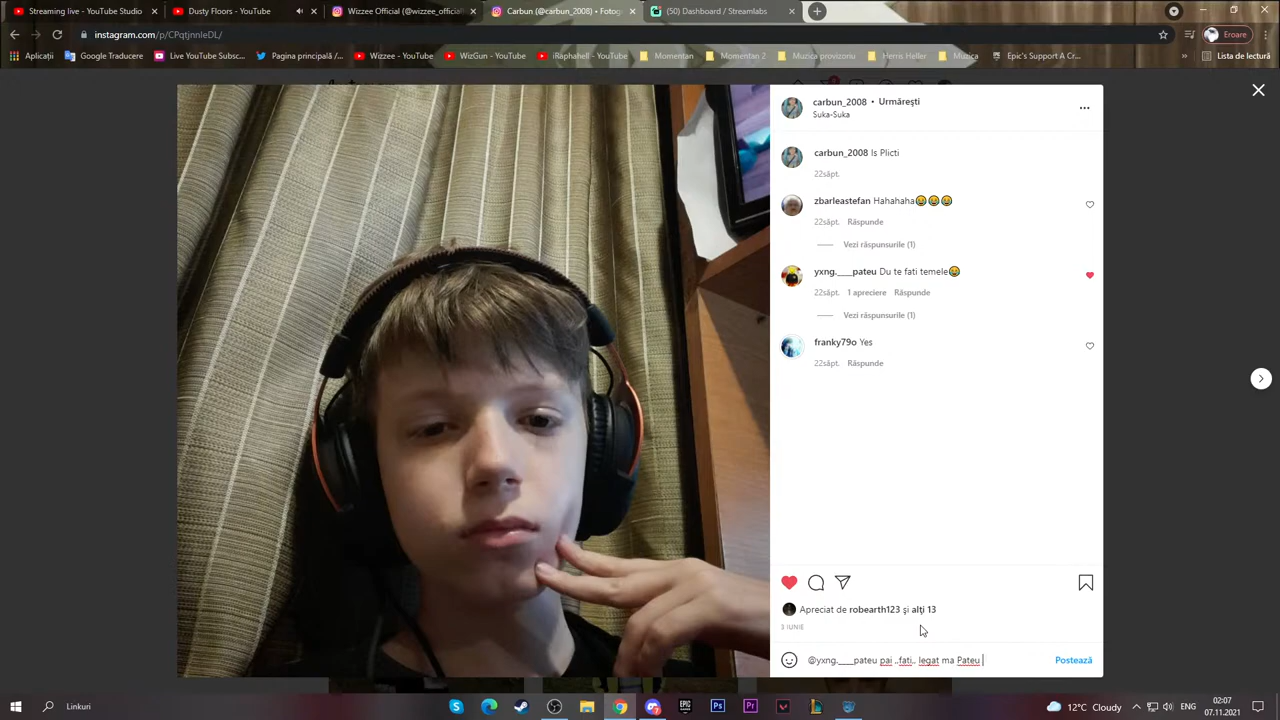 Streaming live - YouTube Studio
Dusty Floors - YouTube
Wizzee Official (@wizzee_official
Carbun (@carbun_2008) • Fotog
(50) Dashboard / Streamlabs
instagram.com/p/CPqtjnnIeDL/
Eroare
Aplicații
Gmail
Live YouTube Subsc...
Pagina principală /...
Wizzee - YouTube
WizGun - YouTube
iRaphahell - YouTube
Momentan
Momentan 2
Muzica provizoriu
Herris Heller
Muzica
Epic's Support A Cr...
»
Lista de lectură
carbun_2008 • Urmărești
Suka-Suka
carbun_2008 Is Plicti
22săpt.
zbarleastefan Hahahaha😂😂😂
22săpt. Răspunde
Vezi răspunsurile (1)
yxng.___pateu Du te fati temele😂
22săpt. 1 apreciere Răspunde
Vezi răspunsurile (1)
franky79o Yes
22săpt. Răspunde
Apreciat de robearth123 și alți 13
3 IUNIE
@yxng.___pateu pai ,,fati,, legat ma Pateu
Postează
Linkuri
12°C Cloudy
02:07
07.11.2021